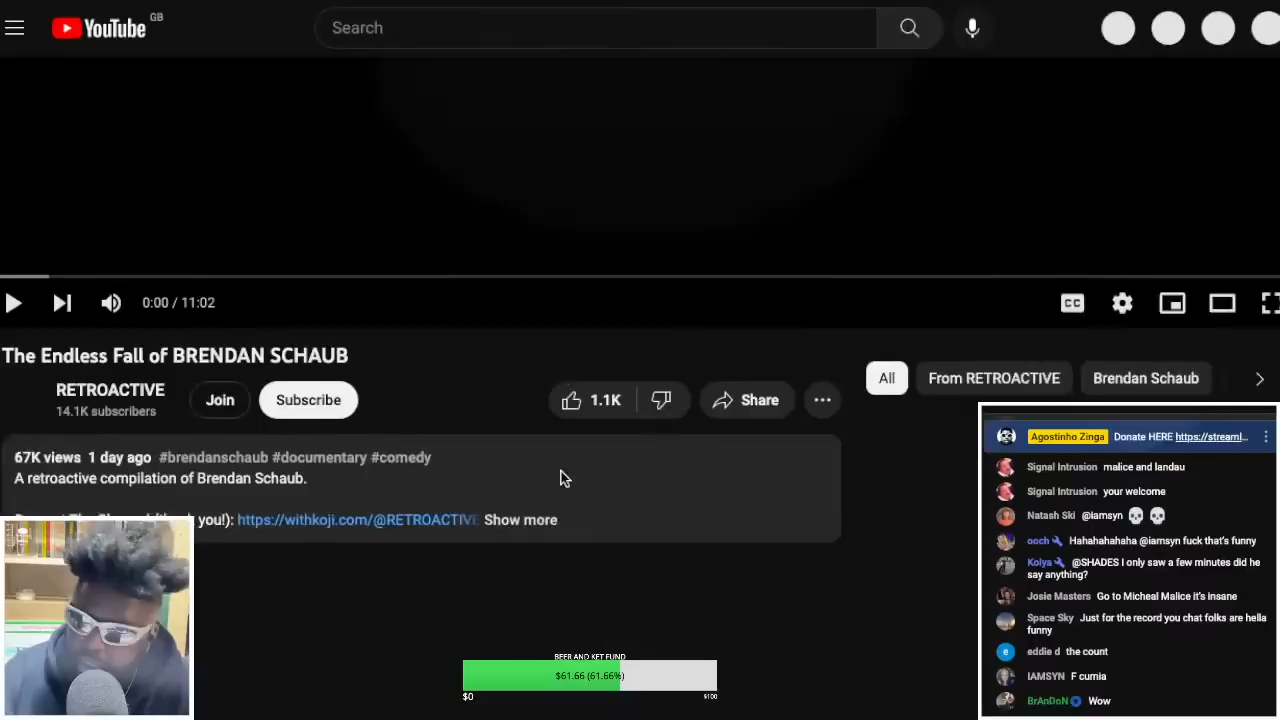 YouTube GB
Search
0:00 / 11:02
CC
The Endless Fall of BRENDAN SCHAUB
RETROACTIVE
14.1K subscribers
Join
Subscribe
1.1K
Share
All
From RETROACTIVE
Brendan Schaub
67K views 1 day ago #brendanschaub #documentary #comedy
A retroactive compilation of Brendan Schaub.
you!): https://withkoji.com/@RETROACTIVE Show more
Agostinho Zinga Donate HERE https://streaml...
Signal Intrusion malice and landau
Signal Intrusion your welcome
Natash Ski @iamsyn 💀 💀
ooch Hahahahahaha @iamsyn fuck that's funny
Kolya @SHADES I only saw a few minutes did he
say anything?
Josie Masters Go to Micheal Malice it's insane
Space Sky Just for the record you chat folks are hella
funny
e eddie d the count
IAMSYN F cumia
BrAnDoN Wow
BEER AND KET FUND
$61.66 (61.66%)
$0
$100